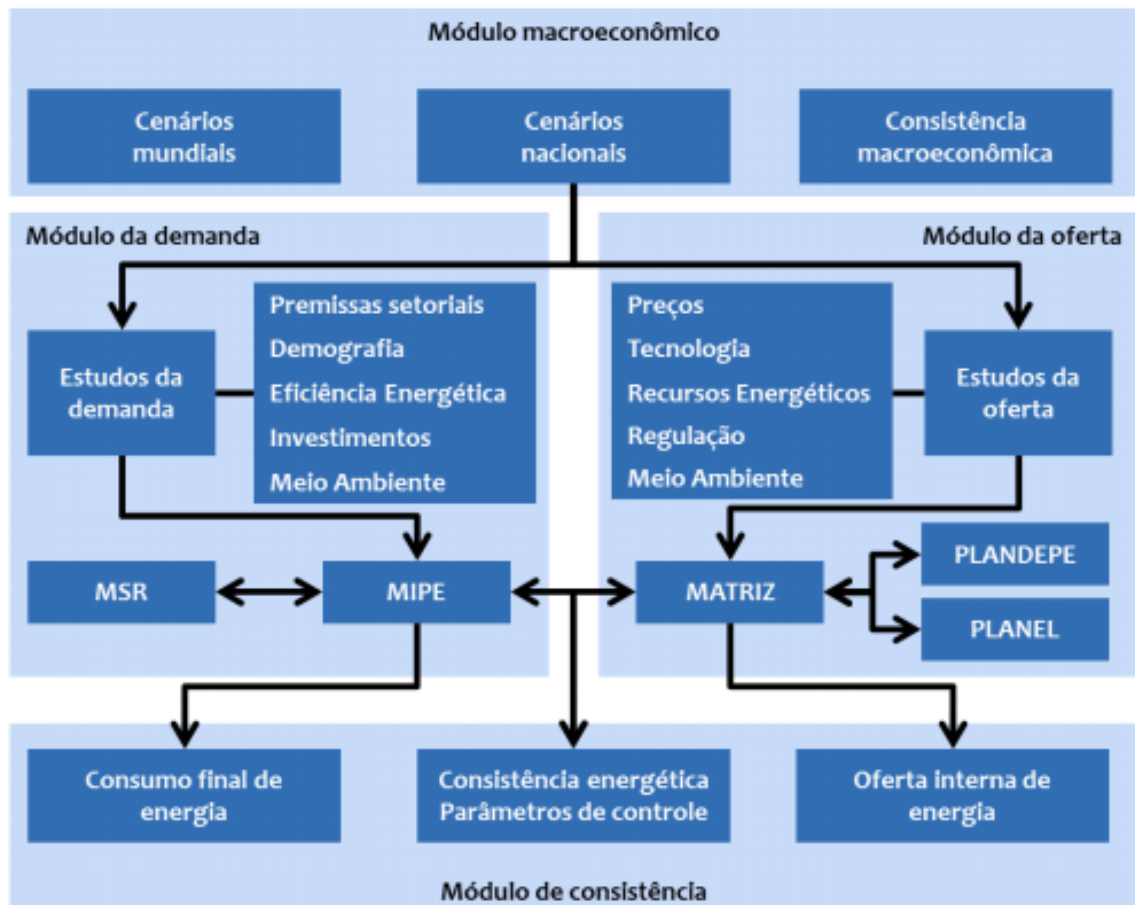 Módulo macroeconômico
Cenários
mundiais
Cenários
nacionais
Consistência
macroeconômica
Módulo da demanda
Módulo da oferta
Estudos da
demanda
Premissas setoriais
Demografia
Eficiência Energética
Investimentos
Meio Ambiente
Preços
Tecnologia
Recursos Energéticos
Regulação
Meio Ambiente
Estudos da
oferta
MSR
MIPE
MATRIZ
PLANDEPE
PLANEL
Consumo final de
energia
Consistência energética
Parâmetros de controle
Oferta interna de
energia
Módulo de consistência